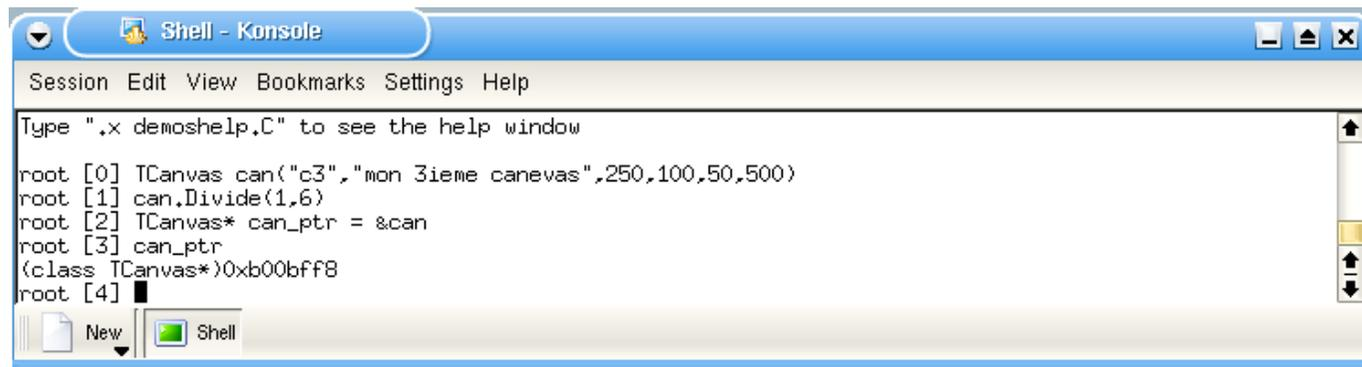 Shell - Konsole
Session Edit View Bookmarks Settings Help
Type ".x demoshelp.C" to see the help window
root [0] TCanvas can("c3","mon 3ieme canevas",250,100,50,500)
root [1] can.Divide(1,6)
root [2] TCanvas* can_ptr = &can
root [3] can_ptr
(class TCanvas*)0xb00bff8
root [4]
New Shell